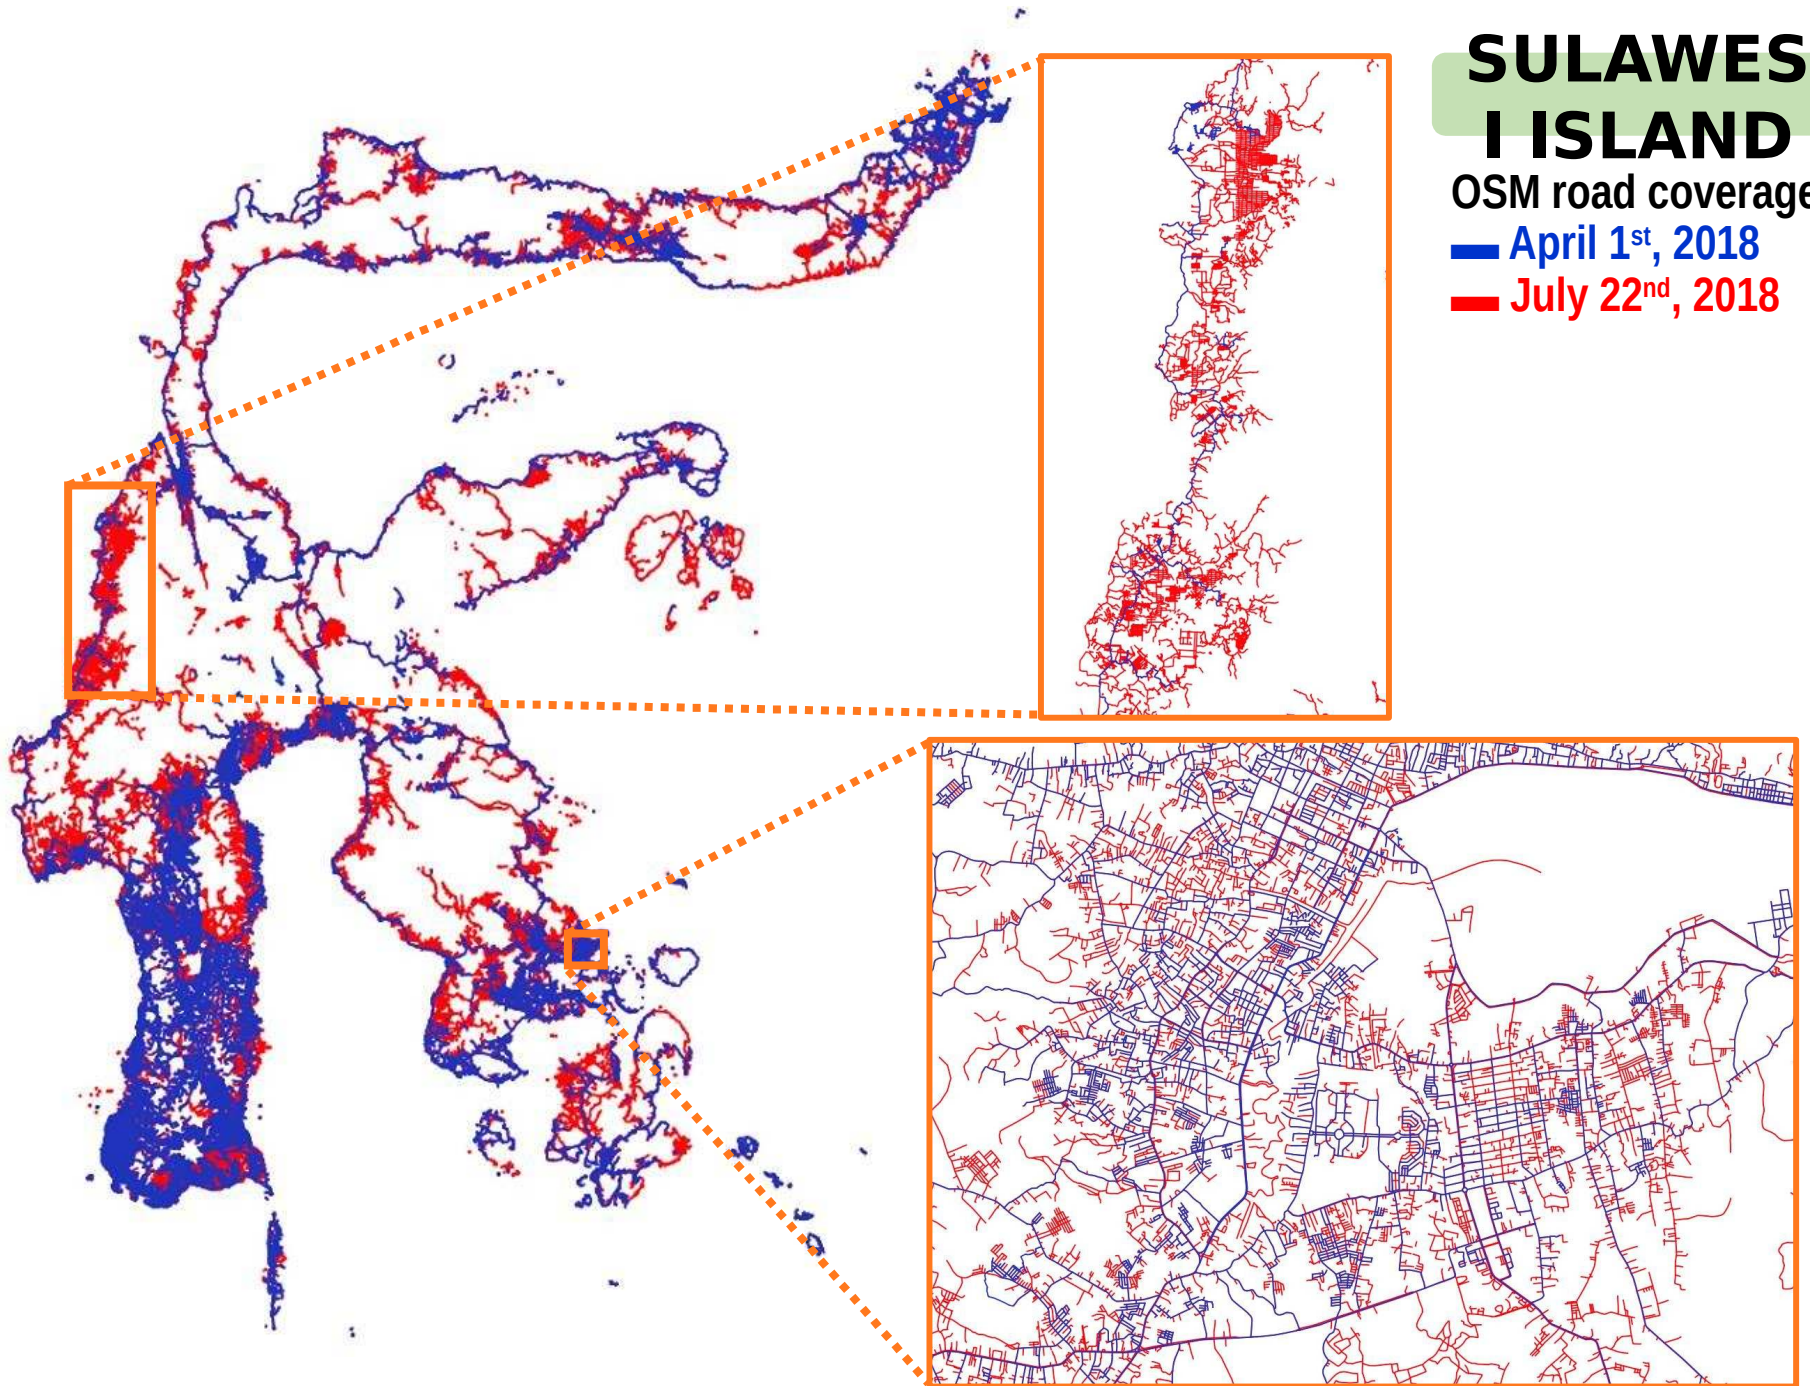 SULAWES
I ISLAND
OSM road coverage
April 1st, 2018
July 22nd, 2018